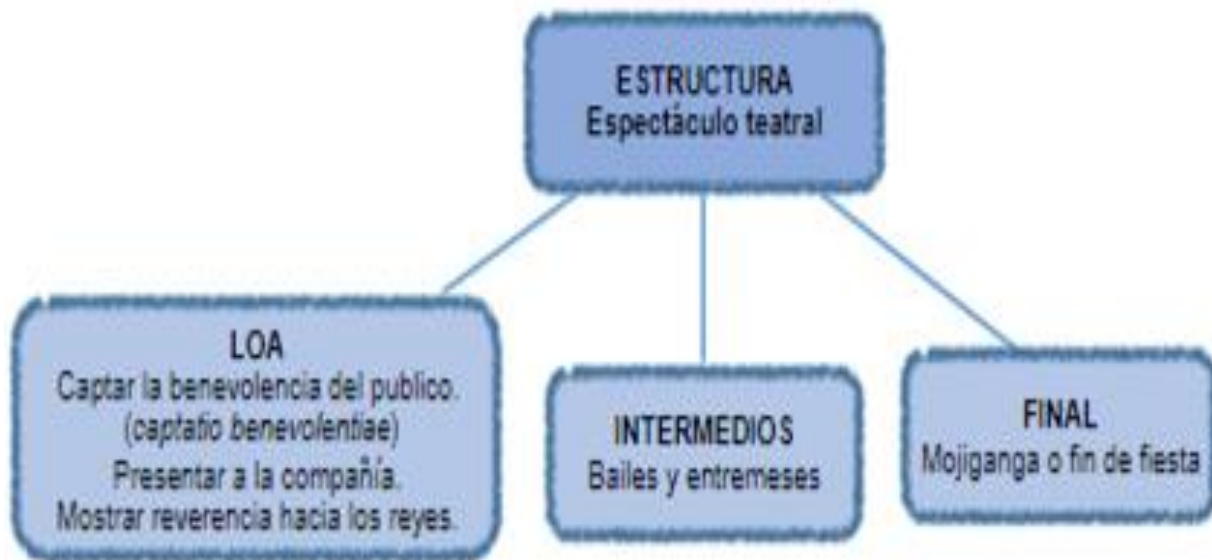 ESTRUCTURA
Espectáculo teatral
LOA
Captar la benevolencia del publico.
(captatio benevolentiae)
Presentar a la compañía.
Mostrar reverencia hacia los reyes.
INTERMEDIOS
Bailes y entremeses
FINAL
Mojiganga o fin de fiesta